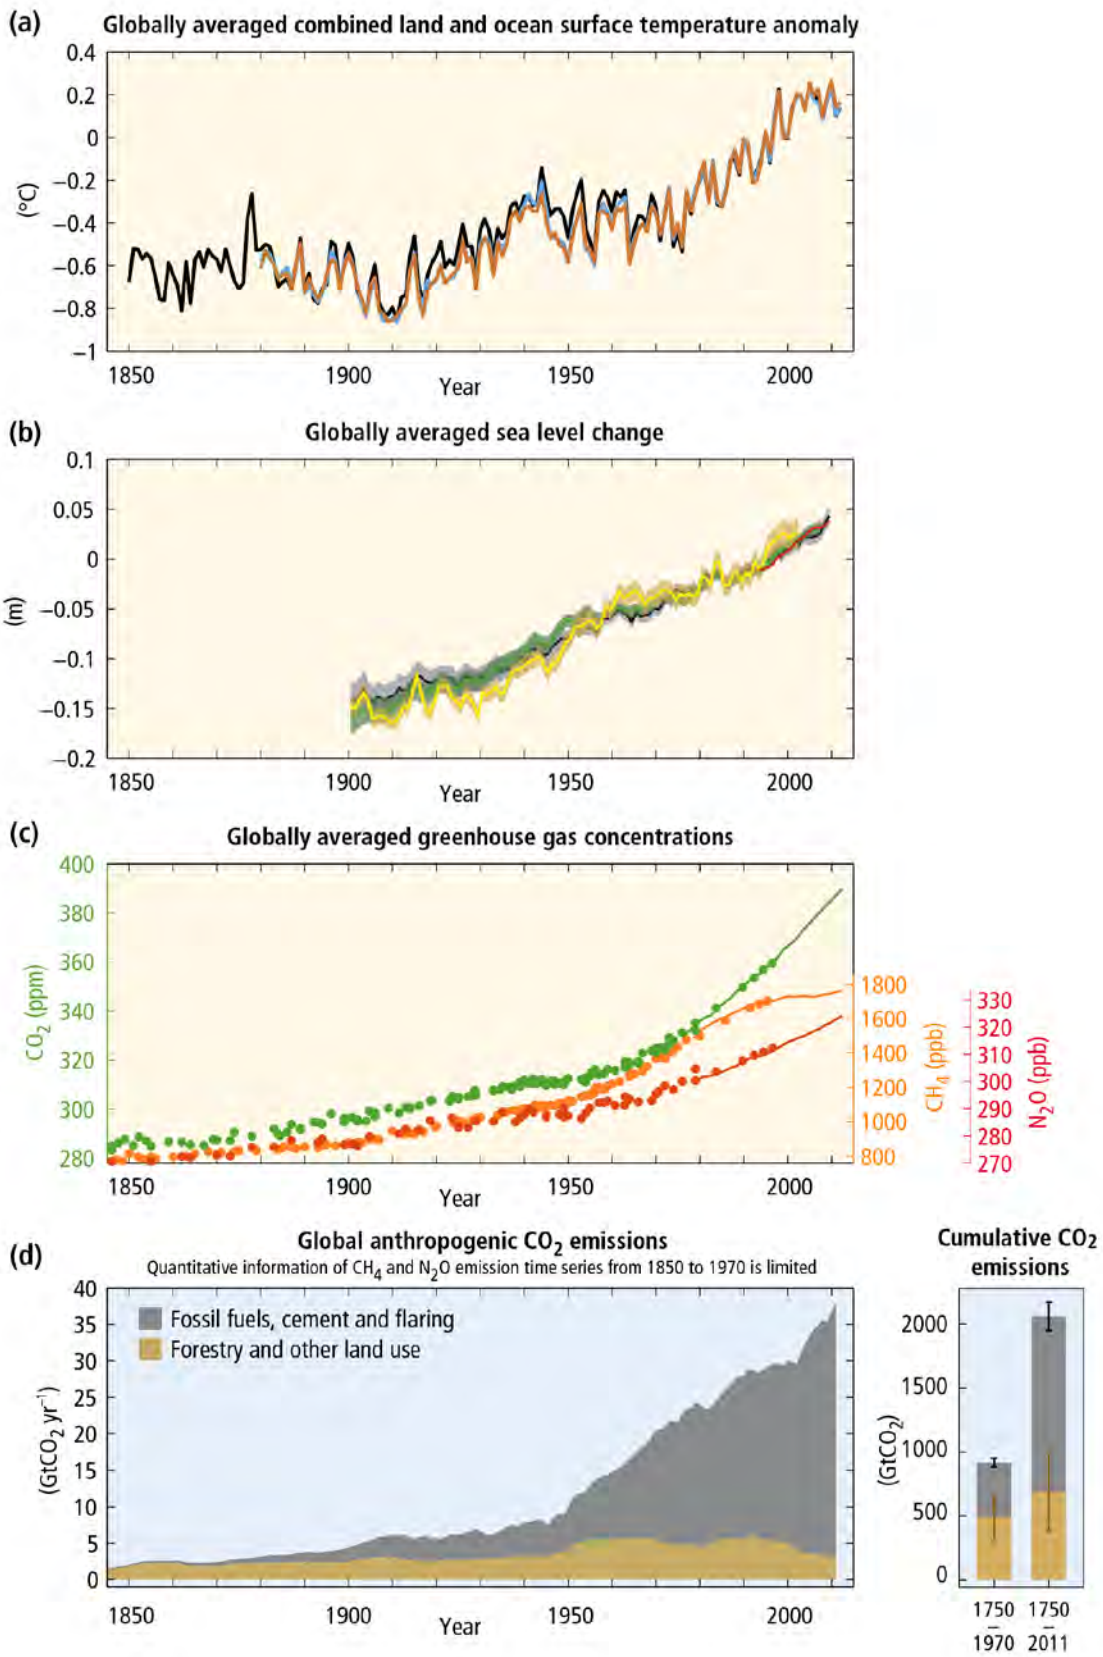 (a) Globally averaged combined land and ocean surface temperature anomaly
0.4
0.2
0
−0.2
−0.4
−0.6
−0.8
−1
(°C)
1850 1900 1950 2000
Year
(b) Globally averaged sea level change
0.1
0.05
0
−0.05
−0.1
−0.15
−0.2
(m)
1850 1900 1950 2000
Year
(c) Globally averaged greenhouse gas concentrations
400
380
360
340
320
300
280
CO₂ (ppm)
1800
1600
1400
1200
1000
800
CH₄ (ppb)
330
320
310
300
290
280
270
N₂O (ppb)
1850 1900 1950 2000
Year
(d) Global anthropogenic CO₂ emissions
Quantitative information of CH₄ and N₂O emission time series from 1850 to 1970 is limited
40
35
30
25
20
15
10
5
0
(GtCO₂ yr⁻¹)
Fossil fuels, cement and flaring
Forestry and other land use
1850 1900 1950 2000
Year
Cumulative CO₂
emissions
2000
1500
1000
500
0
(GtCO₂)
1750 1750
– –
1970 2011